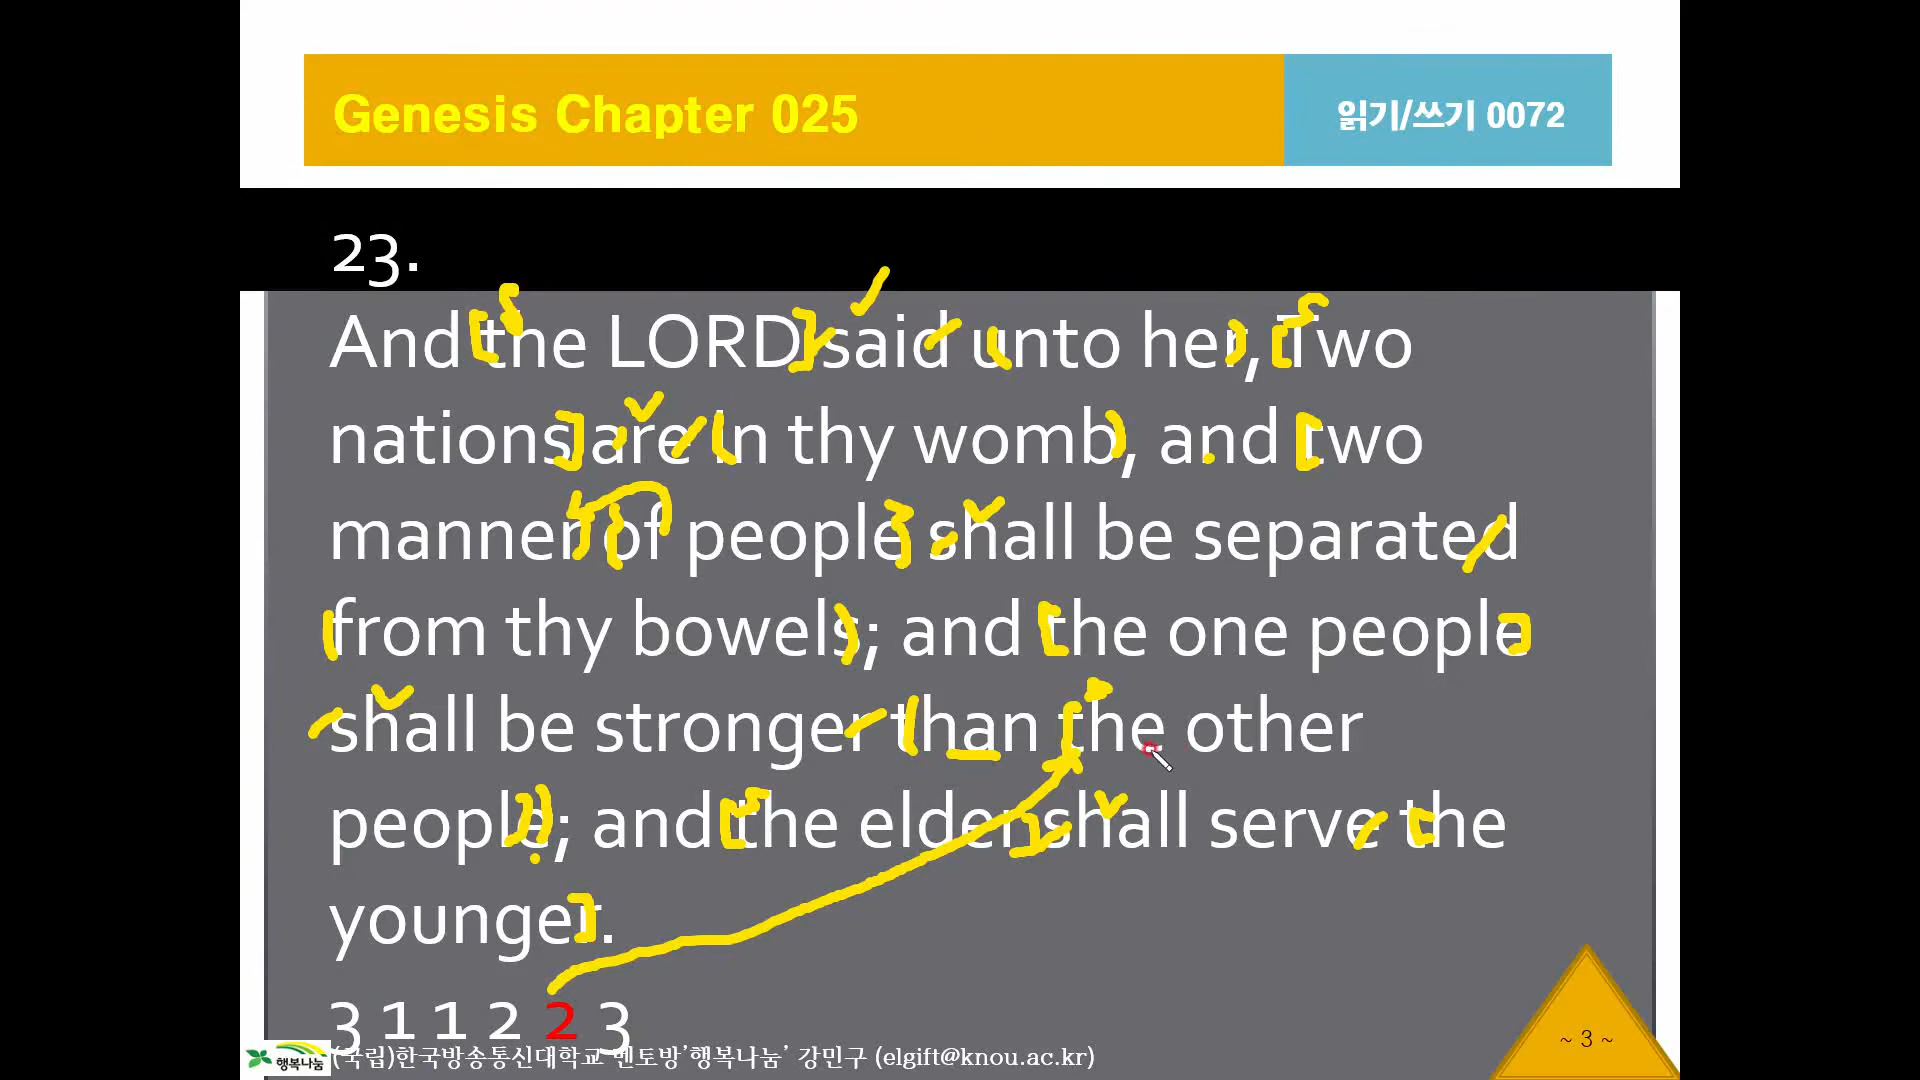 Genesis Chapter 025
읽기/쓰기 0072
23.
And the LORD said unto her, Two
nations are in thy womb, and two
manner of people shall be separated
from thy bowels; and the one people
shall be stronger than the other
people; and the elder shall serve the
younger.
3 1 1 2 2 3
행복나눔 (국립)한국방송통신대학교 멘토방'행복나눔' 강민구 (elgift@knou.ac.kr)
~ 3 ~